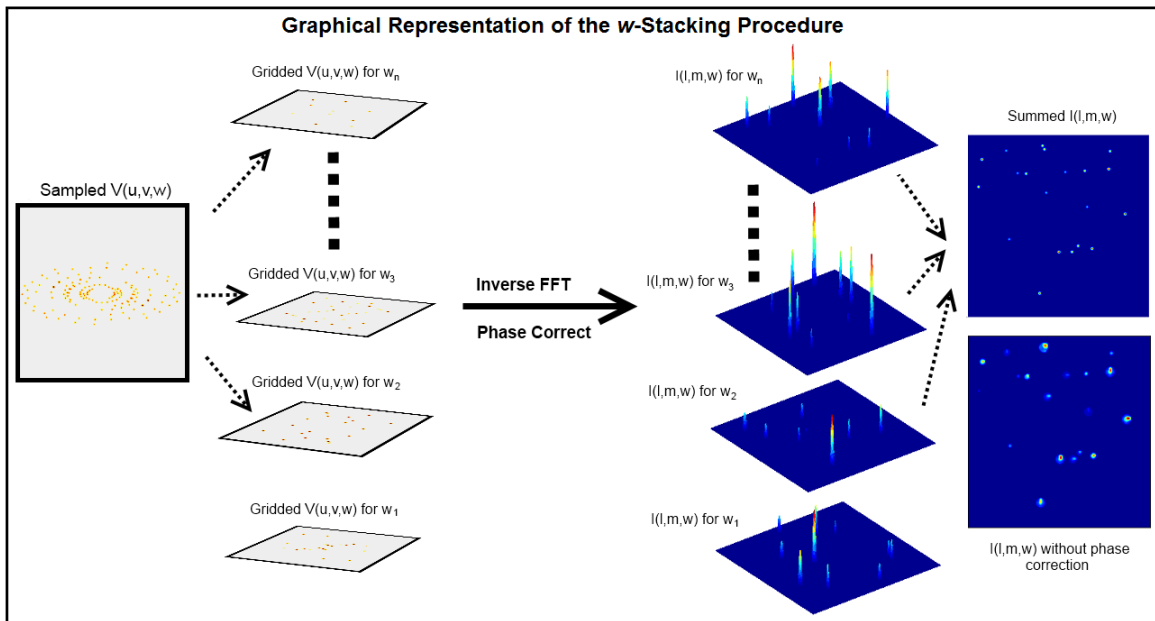 Graphical Representation of the w-Stacking Procedure
Gridded V(u,v,w) for wn
Sampled V(u,v,w)
Gridded V(u,v,w) for w3
Gridded V(u,v,w) for w2
Gridded V(u,v,w) for w1
Inverse FFT
Phase Correct
I(l,m,w) for wn
I(l,m,w) for w3
I(l,m,w) for w2
I(l,m,w) for w1
Summed I(l,m,w)
I(l,m,w) without phase
correction